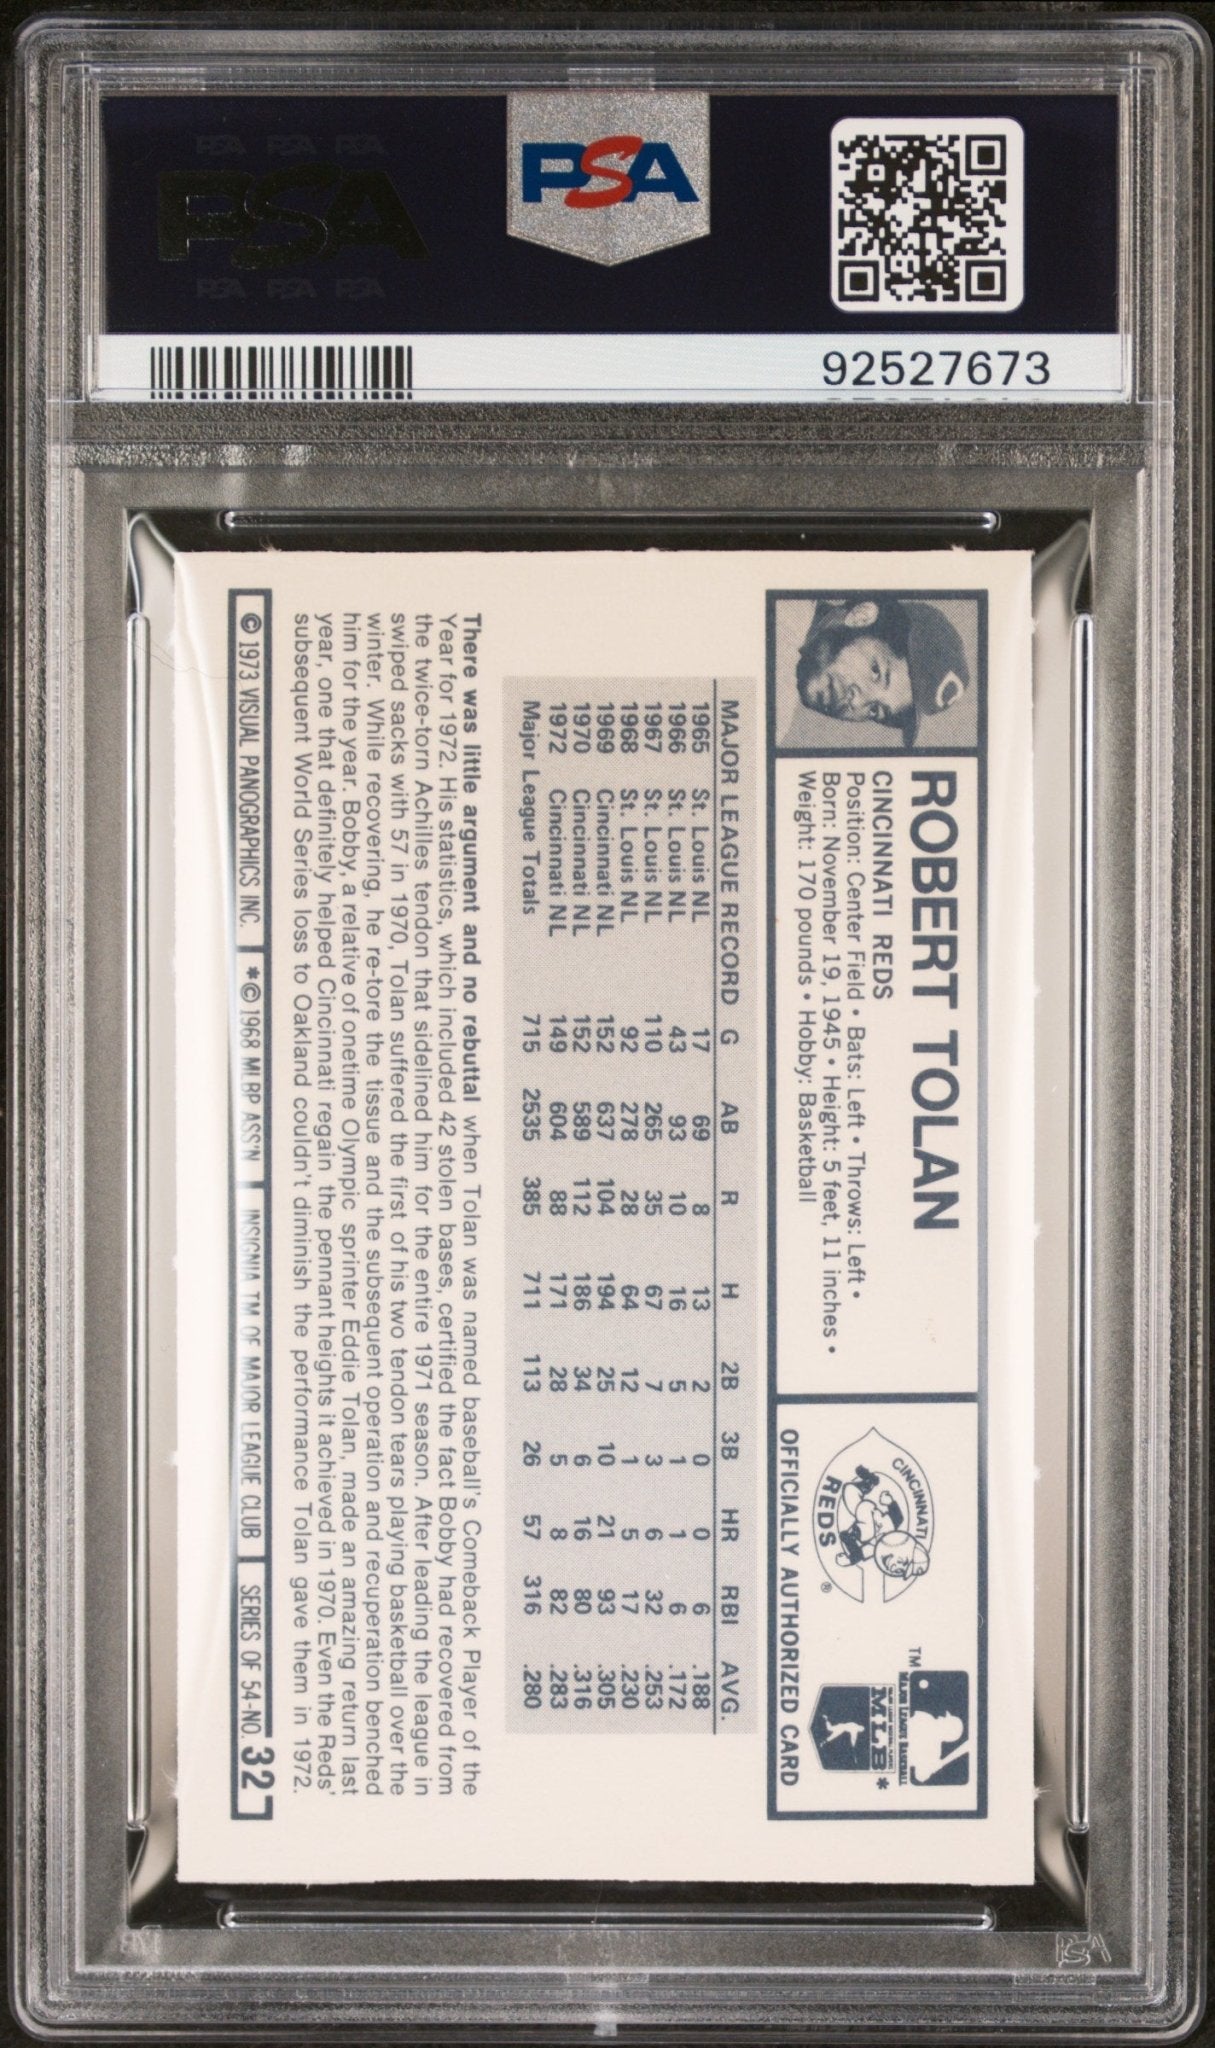 PSA PSA PSA
PSA
PSA PSA PSA
PSA
92527673
ROBERT TOLAN
CINCINNATI REDS
Position: Center Field • Bats: Left • Throws: Left •
Born: November 19, 1945 • Height: 5 feet, 11 inches •
Weight: 170 pounds • Hobby: Basketball
CINCINNATI
REDS
®
OFFICIALLY AUTHORIZED CARD
TM
MAJOR LEAGUE BASEBALL
MLB*
MAJOR LEAGUE RECORD G AB R H 2B 3B HR RBI AVG.
1965 St. Louis NL 17 69 8 13 2 0 0 6 .188
1966 St. Louis NL 43 93 10 16 5 1 1 6 .172
1967 St. Louis NL 110 265 35 67 7 3 6 32 .253
1968 St. Louis NL 92 278 28 64 12 1 5 17 .230
1969 Cincinnati NL 152 637 104 194 25 10 21 93 .305
1970 Cincinnati NL 152 589 112 186 34 6 16 80 .316
1972 Cincinnati NL 149 604 88 171 28 5 8 82 .283
Major League Totals 715 2535 385 711 113 26 57 316 .280
There was little argument and no rebuttal when Tolan was named baseball's Comeback Player of the
Year for 1972. His statistics, which included 42 stolen bases, certified the fact Bobby had recovered from
the twice-torn Achilles tendon that sidelined him for the entire 1971 season. After leading the league in
swiped sacks with 57 in 1970, Tolan suffered the first of his two tendon tears playing basketball over the
winter. While recovering, he re-tore the tissue and the subsequent operation and recuperation benched
him for the year. Bobby, a relative of onetime Olympic sprinter Eddie Tolan, made an amazing return last
year, one that definitely helped Cincinnati regain the pennant heights it achieved in 1970. Even the Reds'
subsequent World Series loss to Oakland couldn't diminish the performance Tolan gave them in 1972.
© 1973 VISUAL PANOGRAPHICS INC. *© 1968 MLBP ASS'N INSIGNIA TM OF MAJOR LEAGUE CLUB SERIES OF 54-NO. 32
PSA